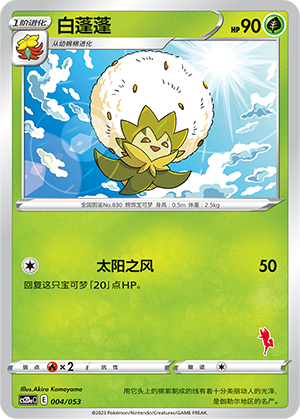 1阶进化
白蓬蓬
HP90
从幼棉棉进化
全国图鉴No.830 棉饰宝可梦 身高：0.5m 体重：2.5kg
太阳之风 50
回复这只宝可梦「20」点HP。
弱点 ×2 抗性 撤退
Illus.Akira Komayama
E 004/053
用它头上的棉絮制成的线有着十分美丽动人的光泽，
是伽勒尔地区的名产。
©2023 Pokémon/Nintendo/Creatures/GAME FREAK.